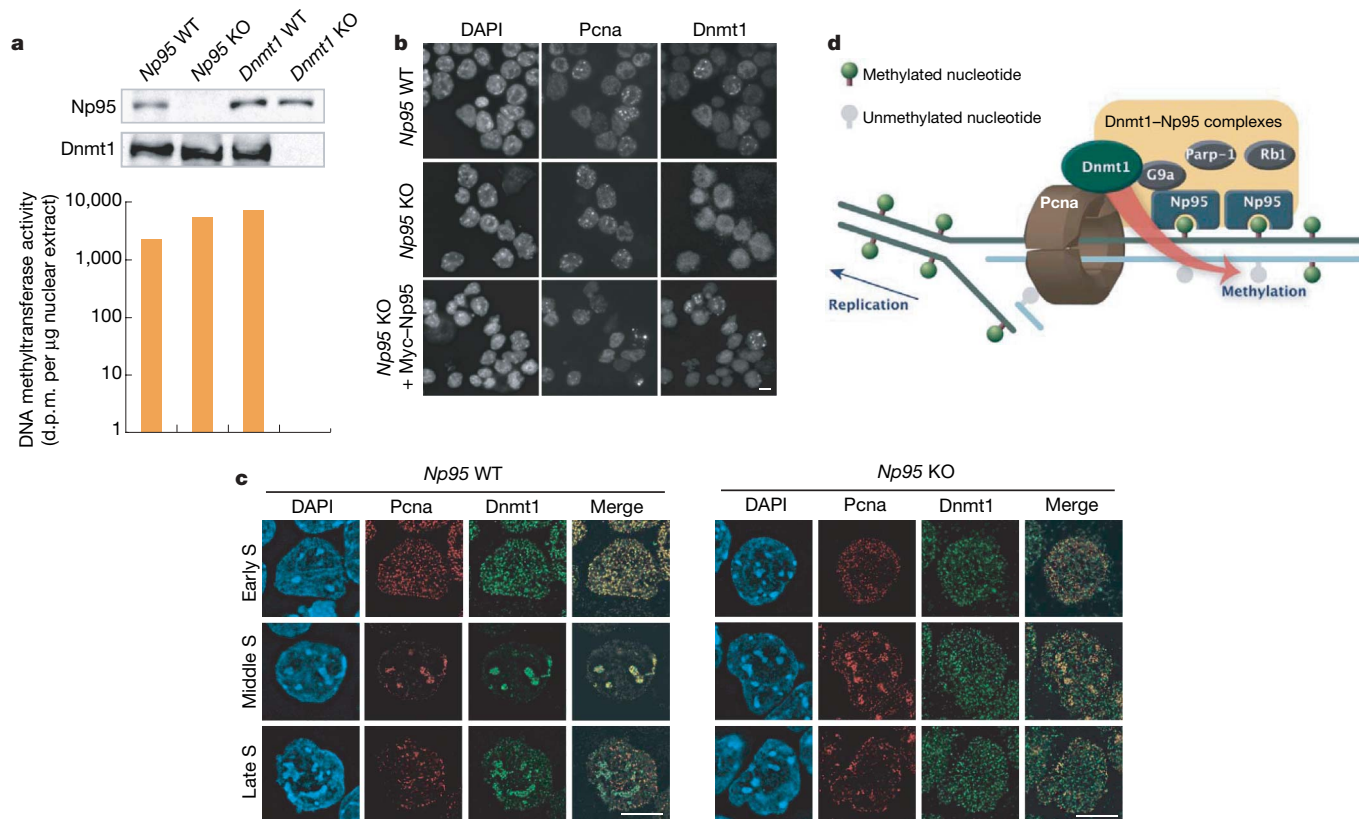 a
Np95 WT
Np95 KO
Dnmt1 WT
Dnmt1 KO
Np95
Dnmt1
DNA methyltransferase activity
(d.p.m. per μg nuclear extract)
10,000
1,000
100
10
1
b
DAPI
Pcna
Dnmt1
Np95 WT
Np95 KO
Np95 KO
+ Myc–Np95
c
Np95 WT
DAPI
Pcna
Dnmt1
Merge
Early S
Middle S
Late S
Np95 KO
DAPI
Pcna
Dnmt1
Merge
d
Methylated nucleotide
Unmethylated nucleotide
Dnmt1–Np95 complexes
Dnmt1
G9a
Parp-1
Rb1
Pcna
Np95
Np95
Replication
Methylation